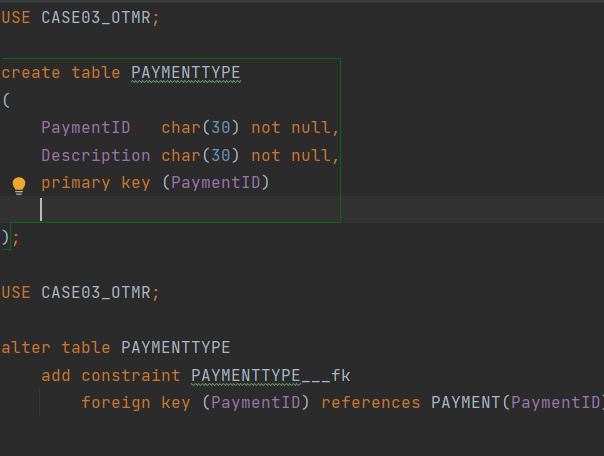 USE CASE03_OTMR;
create table PAYMENTTYPE
(
PaymentID char(30) not null,
Description char(30) not null,
primary key (PaymentID)
);
USE CASE03_OTMR;
alter table PAYMENTTYPE
add constraint PAYMENTTYPE___fk
foreign key (PaymentID) references PAYMENT(PaymentID)